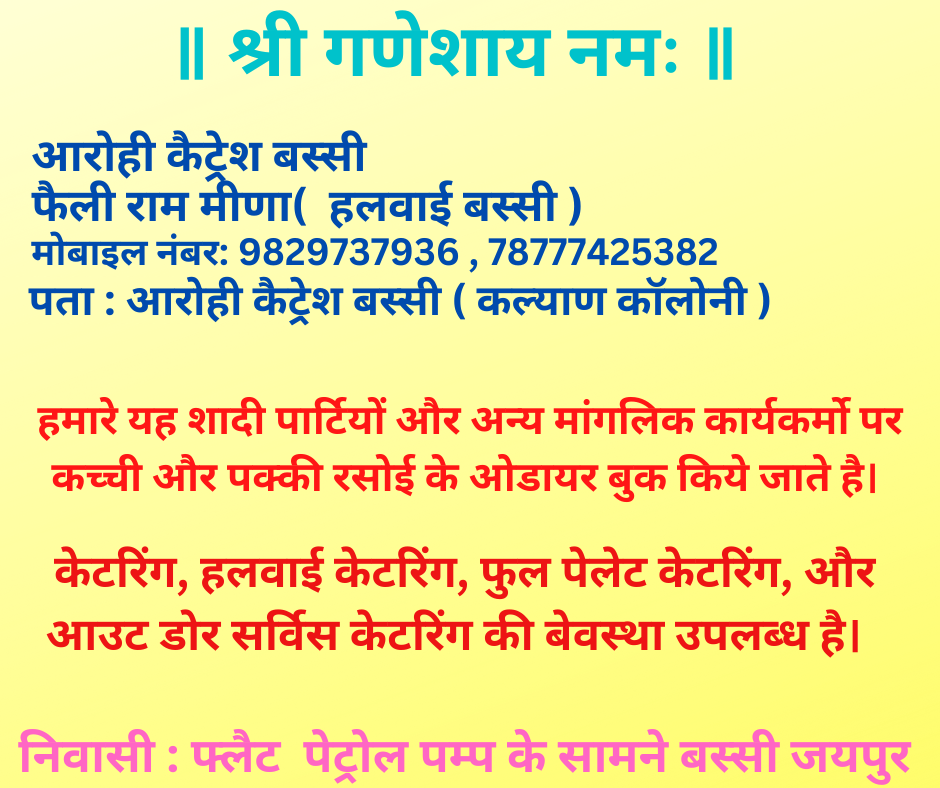 ॥ श्री गणेशाय नमः ॥
आरोही कैट्रेश बस्सी
फैली राम मीणा( हलवाई बस्सी )
मोबाइल नंबर: 9829737936 , 78777425382
पता : आरोही कैट्रेश बस्सी ( कल्याण कॉलोनी )
हमारे यह शादी पार्टियों और अन्य मांगलिक कार्यकर्मो पर
कच्ची और पक्की रसोई के ओडायर बुक किये जाते है।
केटरिंग, हलवाई केटरिंग, फुल पेलेट केटरिंग, और
आउट डोर सर्विस केटरिंग की बेवस्था उपलब्ध है।
निवासी : फ्लैट पेट्रोल पम्प के सामने बस्सी जयपुर